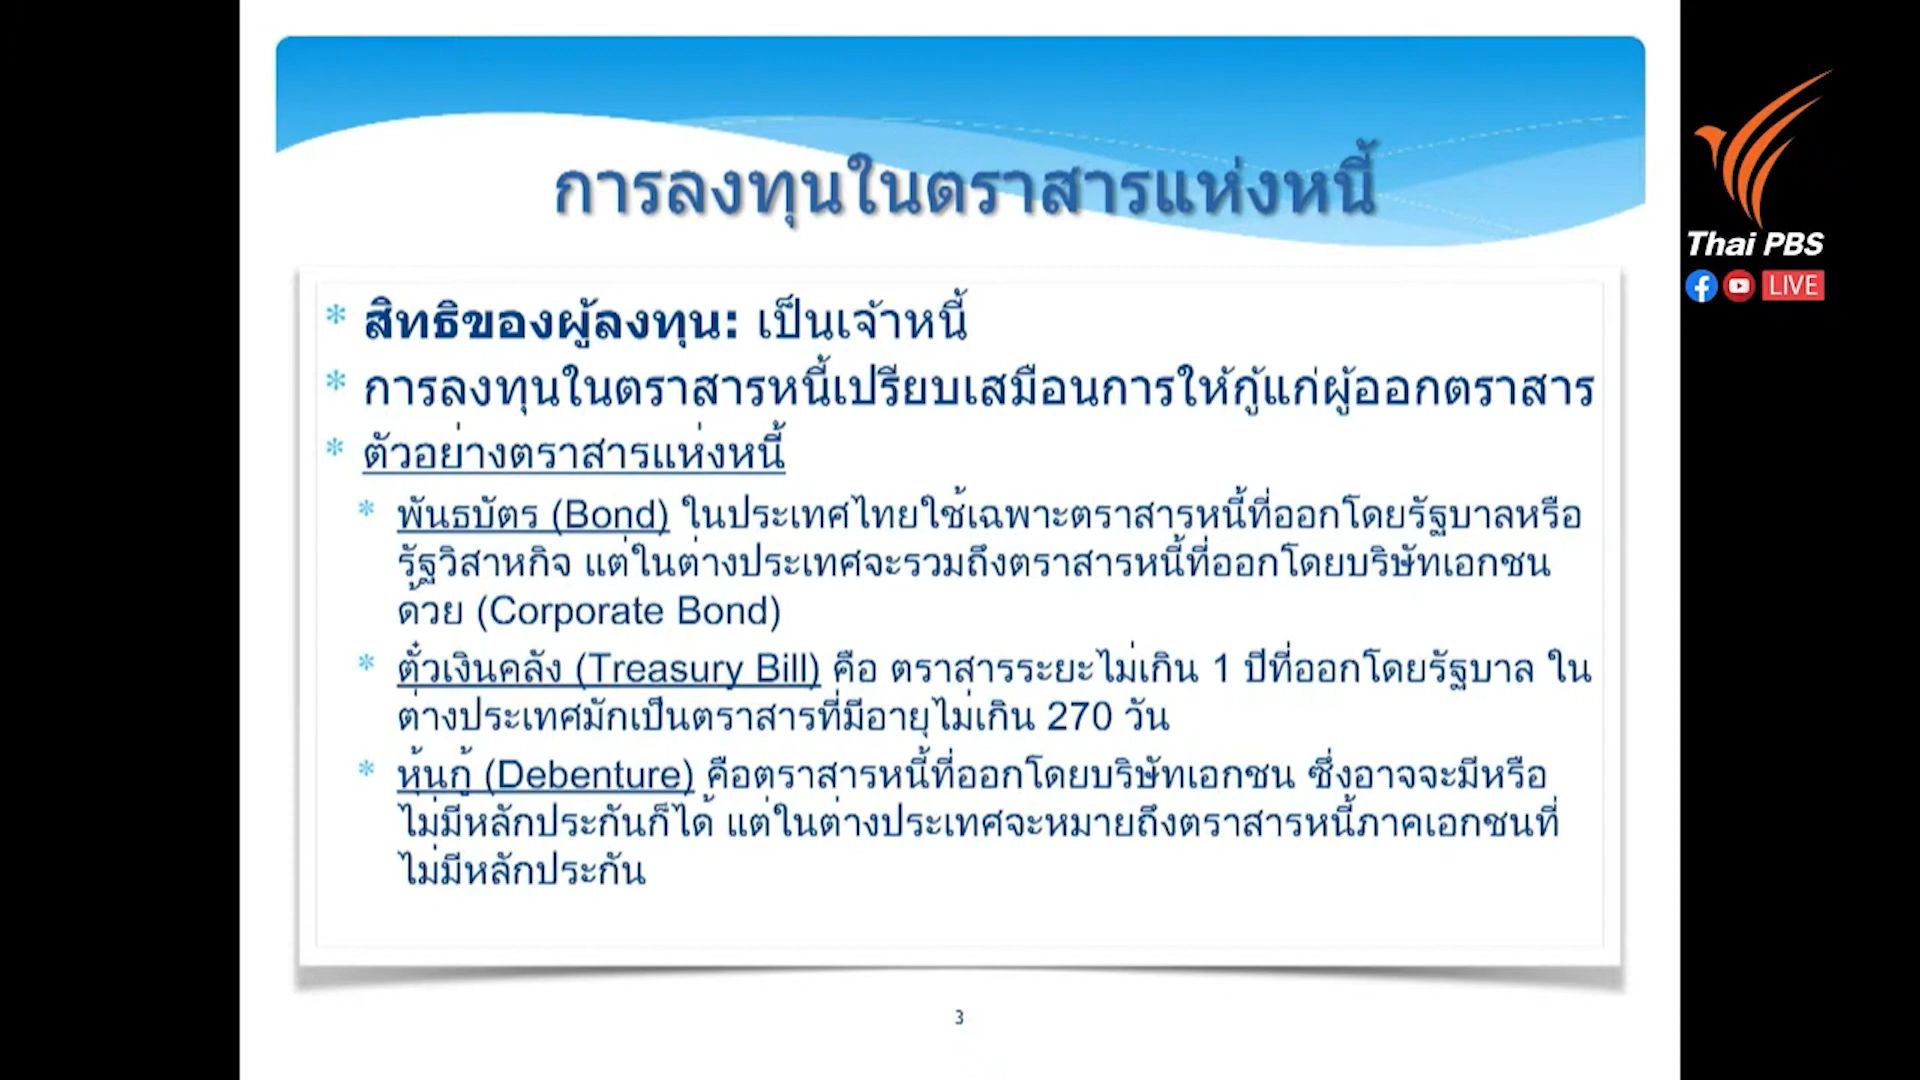 การลงทุนในตราสารแห่งหนี้
Thai PBS
LIVE
* สิทธิของผู้ลงทุน: เป็นเจ้าหนี้
* การลงทุนในตราสารหนี้เปรียบเสมือนการให้กู้แก่ผู้ออกตราสาร
* ตัวอย่างตราสารแห่งหนี้
* พันธบัตร (Bond) ในประเทศไทยใช้เฉพาะตราสารหนี้ที่ออกโดยรัฐบาลหรือ
รัฐวิสาหกิจ แต่ในต่างประเทศจะรวมถึงตราสารหนี้ที่ออกโดยบริษัทเอกชน
ด้วย (Corporate Bond)
* ตั๋วเงินคลัง (Treasury Bill) คือ ตราสารระยะไม่เกิน 1 ปีที่ออกโดยรัฐบาล ใน
ต่างประเทศมักเป็นตราสารที่มีอายุไม่เกิน 270 วัน
* หุ้นกู้ (Debenture) คือตราสารหนี้ที่ออกโดยบริษัทเอกชน ซึ่งอาจจะมีหรือ
ไม่มีหลักประกันก็ได้ แต่ในต่างประเทศจะหมายถึงตราสารหนี้ภาคเอกชนที่
ไม่มีหลักประกัน
3